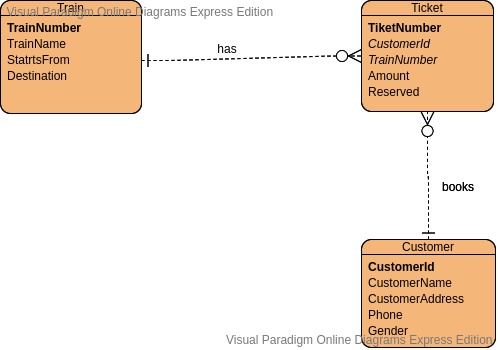 Train
Visual Paradigm Online Diagrams Express Edition
TrainNumber
TrainName
StatrtsFrom
Destination
has
Ticket
TiketNumber
CustomerId
TrainNumber
Amount
Reserved
books
Customer
CustomerId
CustomerName
CustomerAddress
Phone
Gender
Visual Paradigm Online Diagrams Express Edition